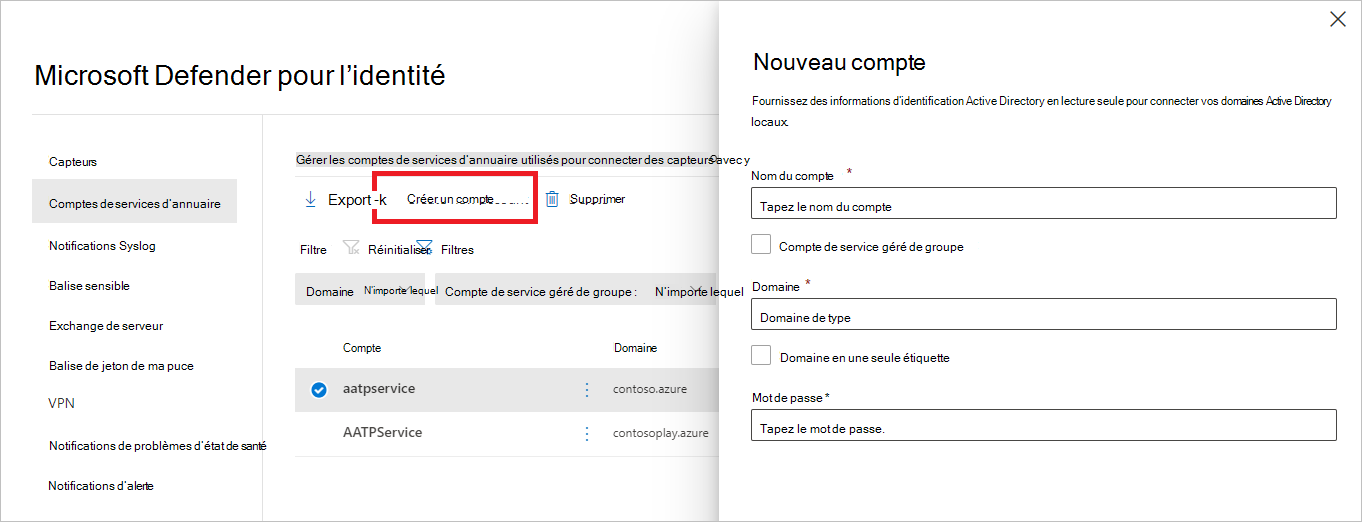 Microsoft Defender pour l’identité
Capteurs
Comptes de services d’annuaire
Notifications Syslog
Balise sensible
Exchange de serveur
Balise de jeton de ma puce
VPN
Notifications de problèmes d’état de santé
Notifications d’alerte
Gérer les comptes de services d’annuaire utilisés pour connecter des capteurs avec y
Export -k Créer un compte Supprimer
Filtre Réinitialiser Filtres
Domaine N’importe lequel Compte de service géré de groupe : N’importe lequel
Compte Domaine
aatpservice contoso.azure
AATPService contosoplay.azure
Nouveau compte
Fournissez des informations d’identification Active Directory en lecture seule pour connecter vos domaines Active Directory
locaux.
Nom du compte *
Tapez le nom du compte
Compte de service géré de groupe
Domaine *
Domaine de type
Domaine en une seule étiquette
Mot de passe *
Tapez le mot de passe.